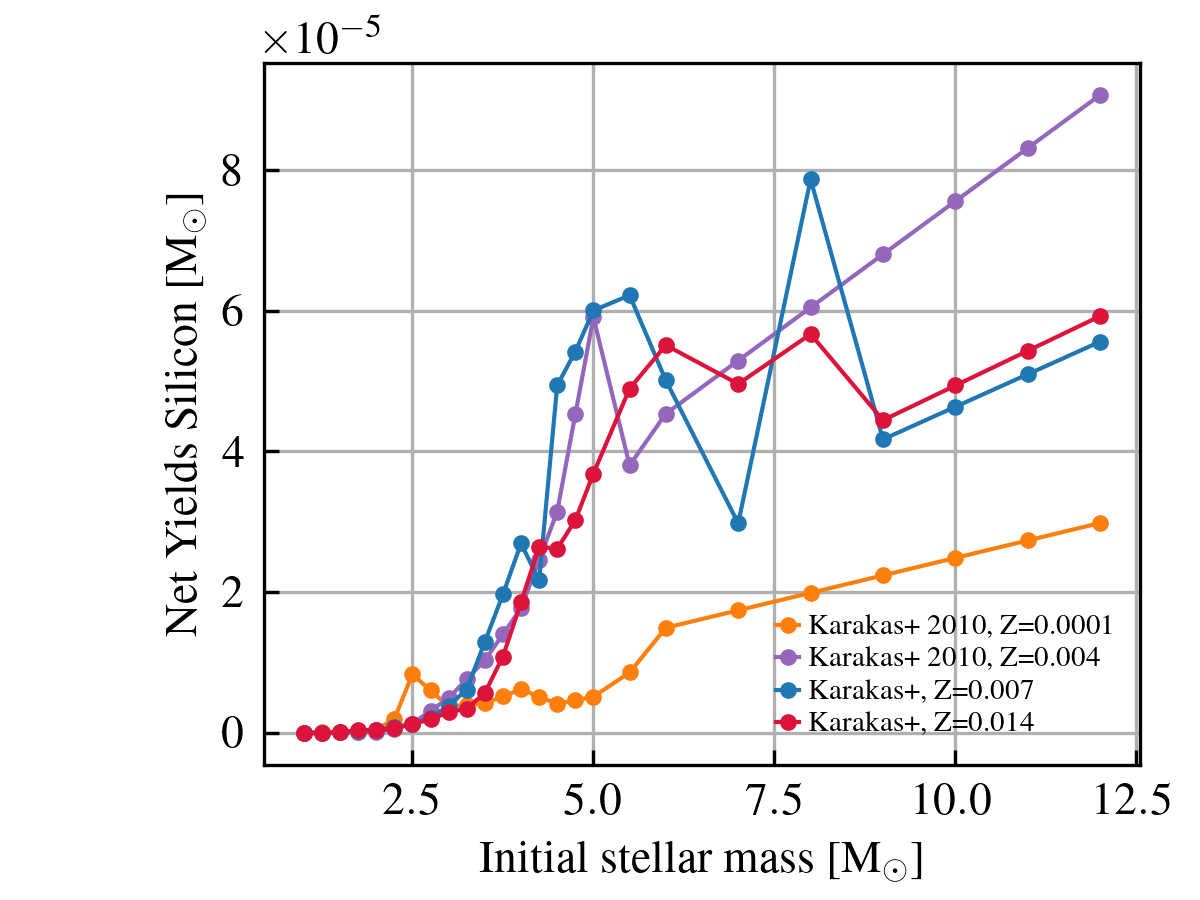 ×10⁻⁵
Net Yields Silicon [M☉]
8
6
4
2
0
2.5 5.0 7.5 10.0 12.5
Initial stellar mass [M☉]
Karakas+ 2010, Z=0.0001
Karakas+ 2010, Z=0.004
Karakas+, Z=0.007
Karakas+, Z=0.014